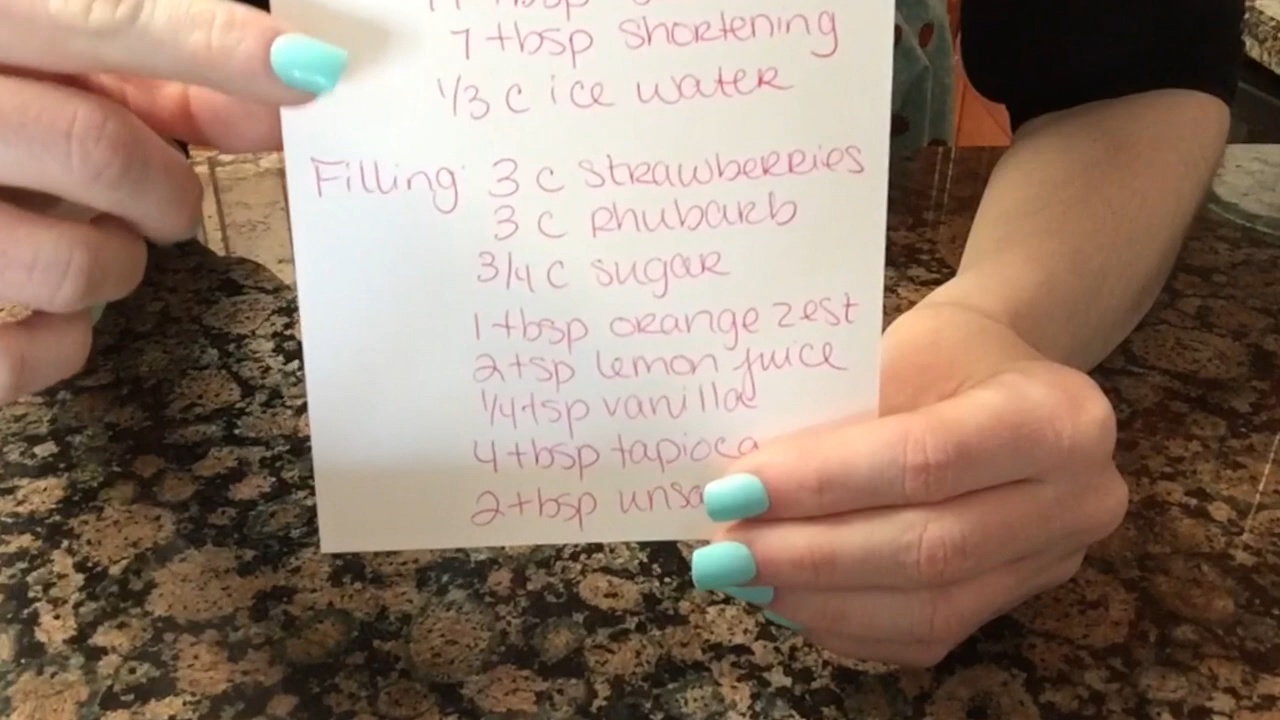 7 tbsp shortening
1/3 c ice water
Filling: 3 c strawberries
3 c rhubarb
3/4 c sugar
1 tbsp orange zest
2 tsp lemon juice
1/4 tsp vanilla
4 tbsp tapioca
2 tbsp